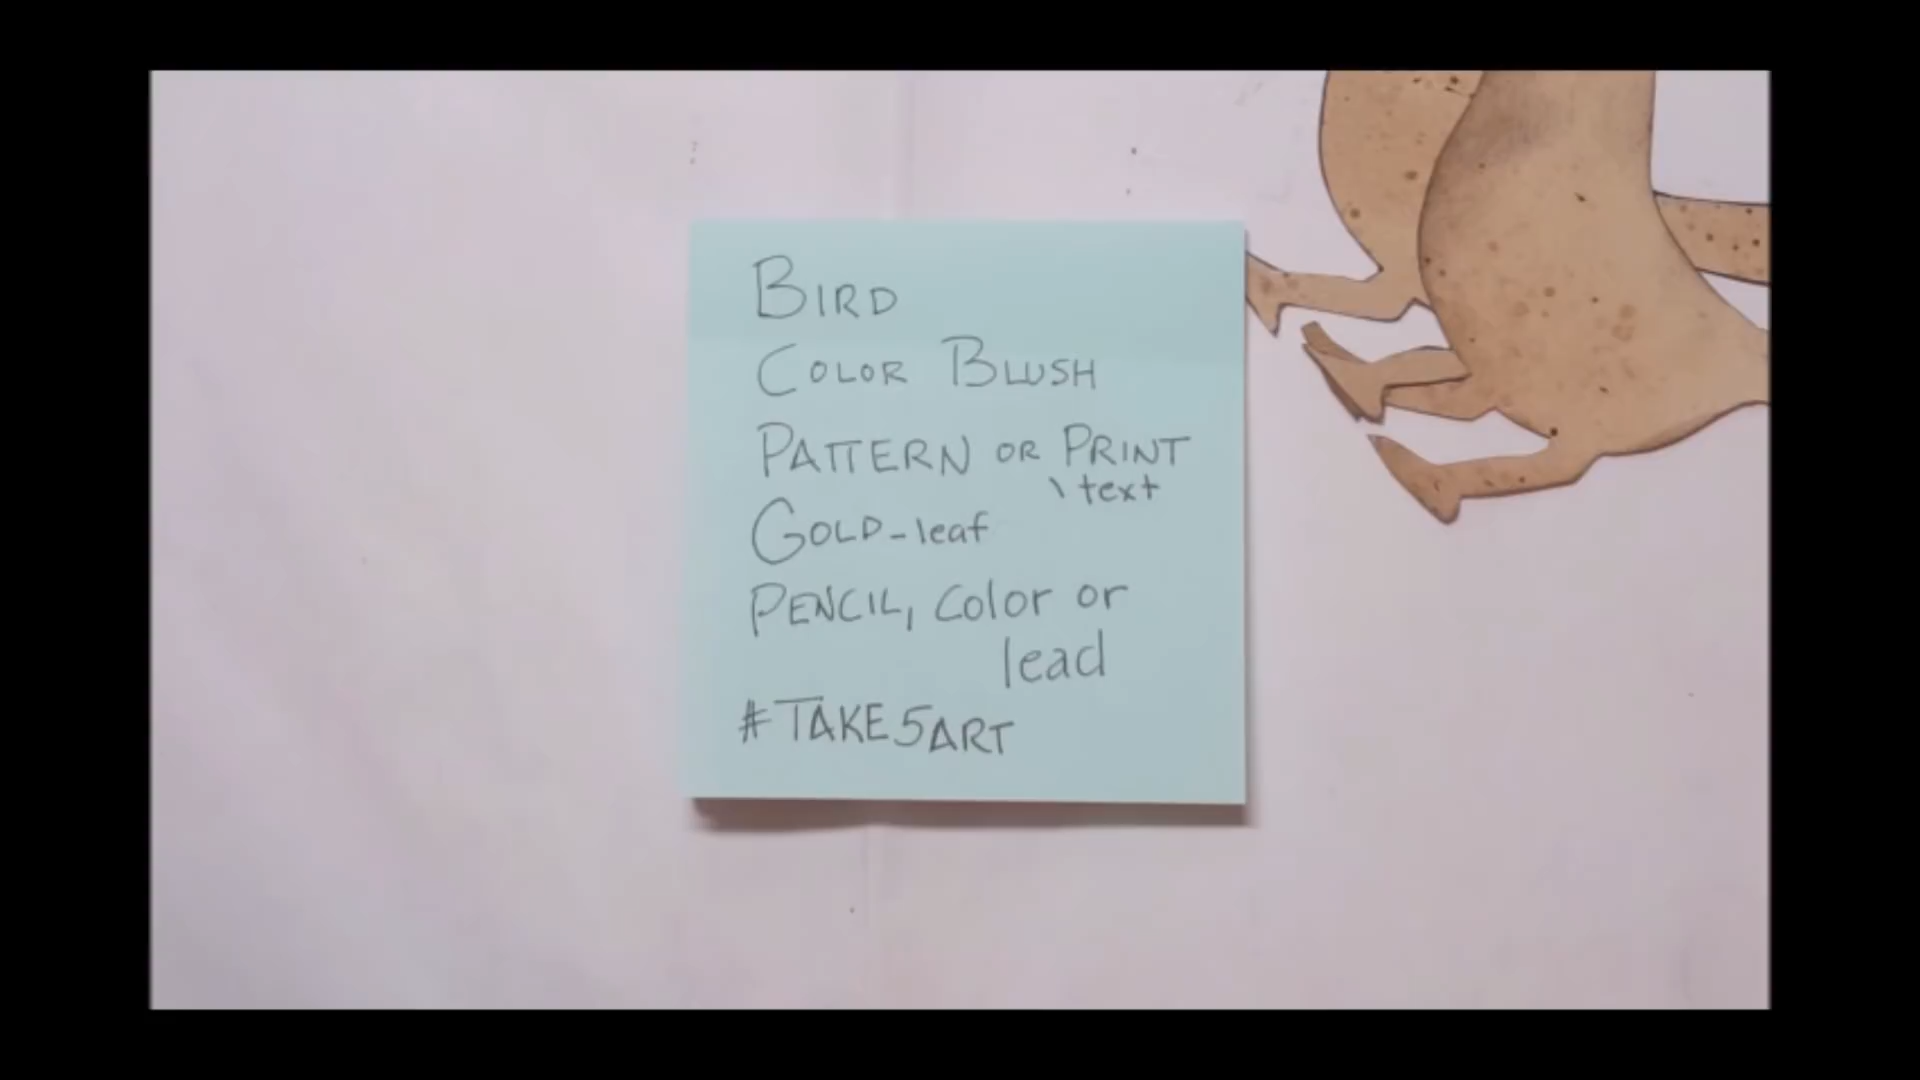 BIRD
COLOR BLUSH
PATTERN OR PRINT
\ text
GOLD-leaf
PENCIL, Color or
lead
#TAKE5ART